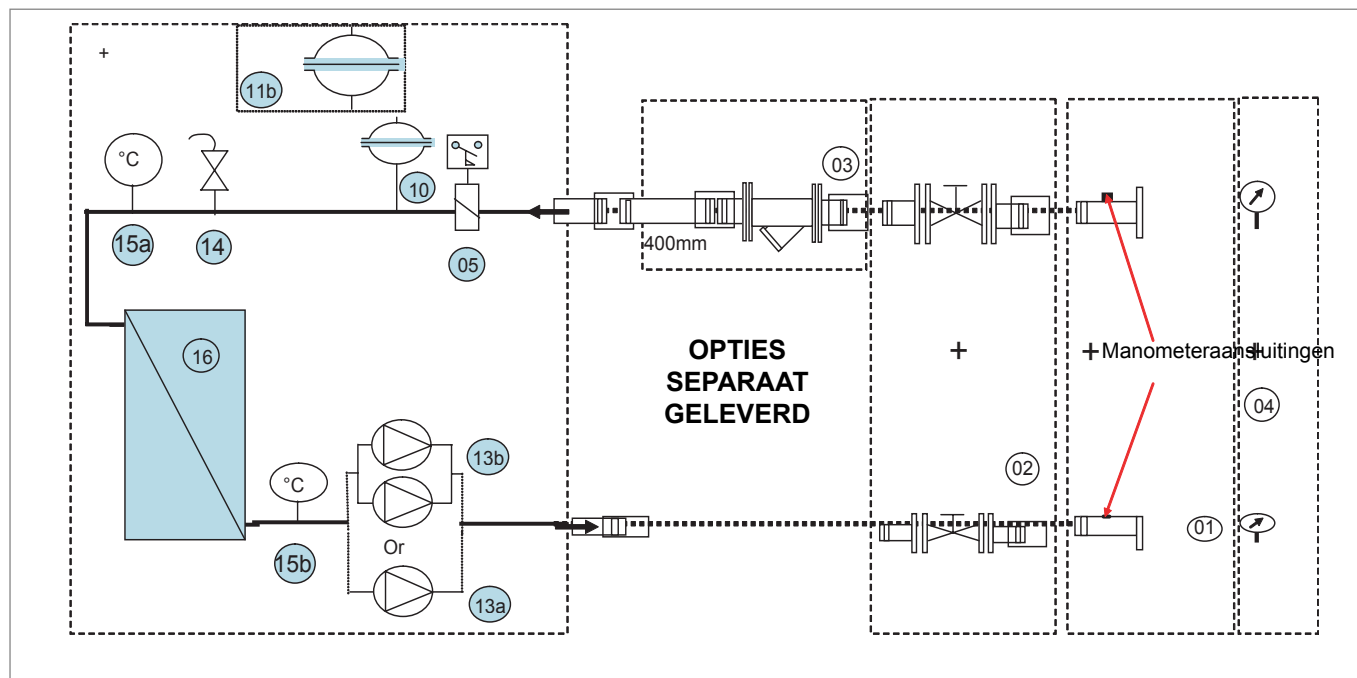 +
11b
°C
10
03
15a
14
05
400mm
16
OPTIES
SEPARAAT
GELEVERD
+
+Manometeraansluitingen
+
04
13b
02
°C
01
Or
15b
13a